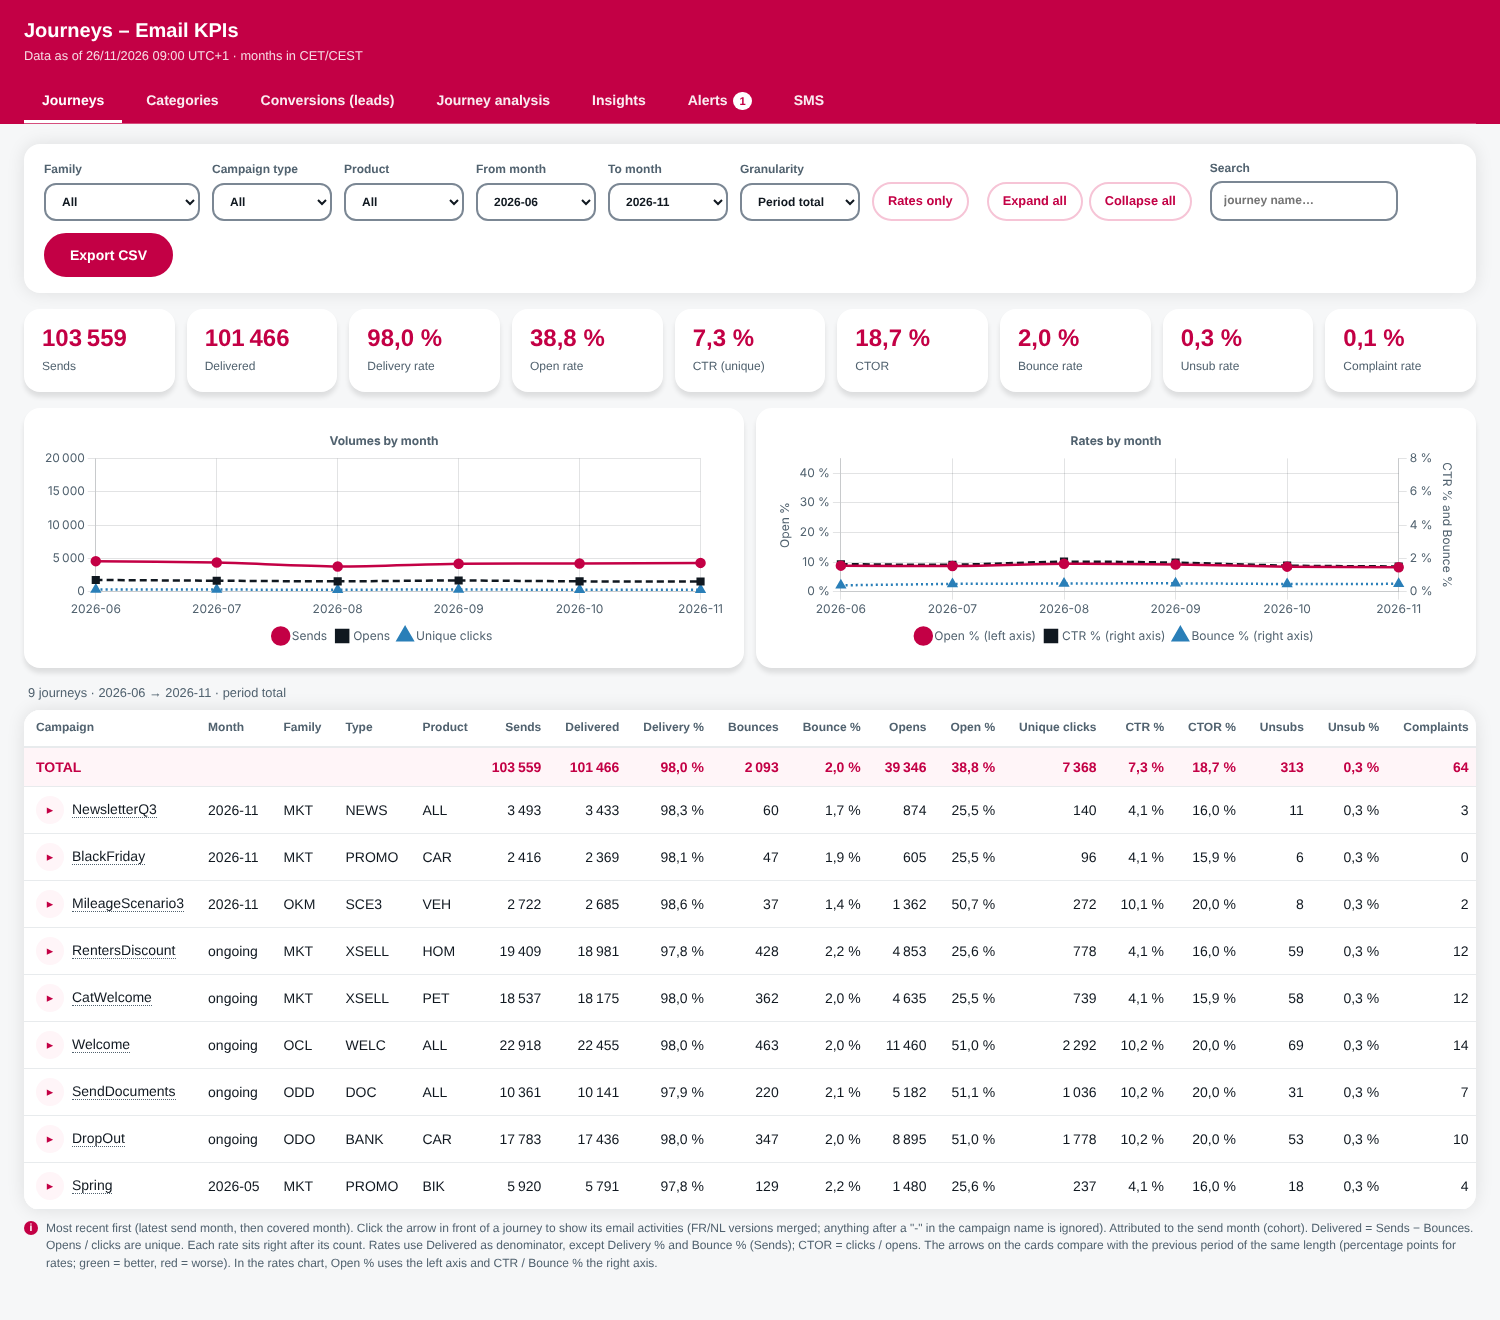 Journeys – Email KPIs
Data as of 26/11/2026 09:00 UTC+1 · months in CET/CEST
Journeys Categories Conversions (leads) Journey analysis Insights Alerts 1 SMS
Family Campaign type Product From month To month Granularity Search
All All All 2026-06 2026-11 Period total Rates only Expand all Collapse all journey name…
Export CSV
103 559 101 466 98,0 % 38,8 % 7,3 % 18,7 % 2,0 % 0,3 % 0,1 %
Sends Delivered Delivery rate Open rate CTR (unique) CTOR Bounce rate Unsub rate Complaint rate
Volumes by month
20 000
15 000
10 000
5 000
0
2026-06 2026-07 2026-08 2026-09 2026-10 2026-11
Sends Opens Unique clicks
Rates by month
Open %
40 %
30 %
20 %
10 %
0 %
8 %
6 %
4 %
2 %
0 %
CTR % and Bounce %
2026-06 2026-07 2026-08 2026-09 2026-10 2026-11
Open % (left axis) CTR % (right axis) Bounce % (right axis)
9 journeys · 2026-06 → 2026-11 · period total
Campaign Month Family Type Product Sends Delivered Delivery % Bounces Bounce % Opens Open % Unique clicks CTR % CTOR % Unsubs Unsub % Complaints
TOTAL 103 559 101 466 98,0 % 2 093 2,0 % 39 346 38,8 % 7 368 7,3 % 18,7 % 313 0,3 % 64
► NewsletterQ3 2026-11 MKT NEWS ALL 3 493 3 433 98,3 % 60 1,7 % 874 25,5 % 140 4,1 % 16,0 % 11 0,3 % 3
► BlackFriday 2026-11 MKT PROMO CAR 2 416 2 369 98,1 % 47 1,9 % 605 25,5 % 96 4,1 % 15,9 % 6 0,3 % 0
► MileageScenario3 2026-11 OKM SCE3 VEH 2 722 2 685 98,6 % 37 1,4 % 1 362 50,7 % 272 10,1 % 20,0 % 8 0,3 % 2
► RentersDiscount ongoing MKT XSELL HOM 19 409 18 981 97,8 % 428 2,2 % 4 853 25,6 % 778 4,1 % 16,0 % 59 0,3 % 12
► CatWelcome ongoing MKT XSELL PET 18 537 18 175 98,0 % 362 2,0 % 4 635 25,5 % 739 4,1 % 15,9 % 58 0,3 % 12
► Welcome ongoing OCL WELC ALL 22 918 22 455 98,0 % 463 2,0 % 11 460 51,0 % 2 292 10,2 % 20,0 % 69 0,3 % 14
► SendDocuments ongoing ODD DOC ALL 10 361 10 141 97,9 % 220 2,1 % 5 182 51,1 % 1 036 10,2 % 20,0 % 31 0,3 % 7
► DropOut ongoing ODO BANK CAR 17 783 17 436 98,0 % 347 2,0 % 8 895 51,0 % 1 778 10,2 % 20,0 % 53 0,3 % 10
► Spring 2026-05 MKT PROMO BIK 5 920 5 791 97,8 % 129 2,2 % 1 480 25,6 % 237 4,1 % 16,0 % 18 0,3 % 4
i Most recent first (latest send month, then covered month). Click the arrow in front of a journey to show its email activities (FR/NL versions merged; anything after a "-" in the campaign name is ignored). Attributed to the send month (cohort). Delivered = Sends − Bounces.
Opens / clicks are unique. Each rate sits right after its count. Rates use Delivered as denominator, except Delivery % and Bounce % (Sends); CTOR = clicks / opens. The arrows on the cards compare with the previous period of the same length (percentage points for
rates; green = better, red = worse). In the rates chart, Open % uses the left axis and CTR / Bounce % the right axis.